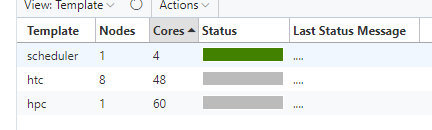 View: Template Actions
Template Nodes Cores Status Last Status Message
scheduler 1 4 ....
htc 8 48 ....
hpc 1 60 ....